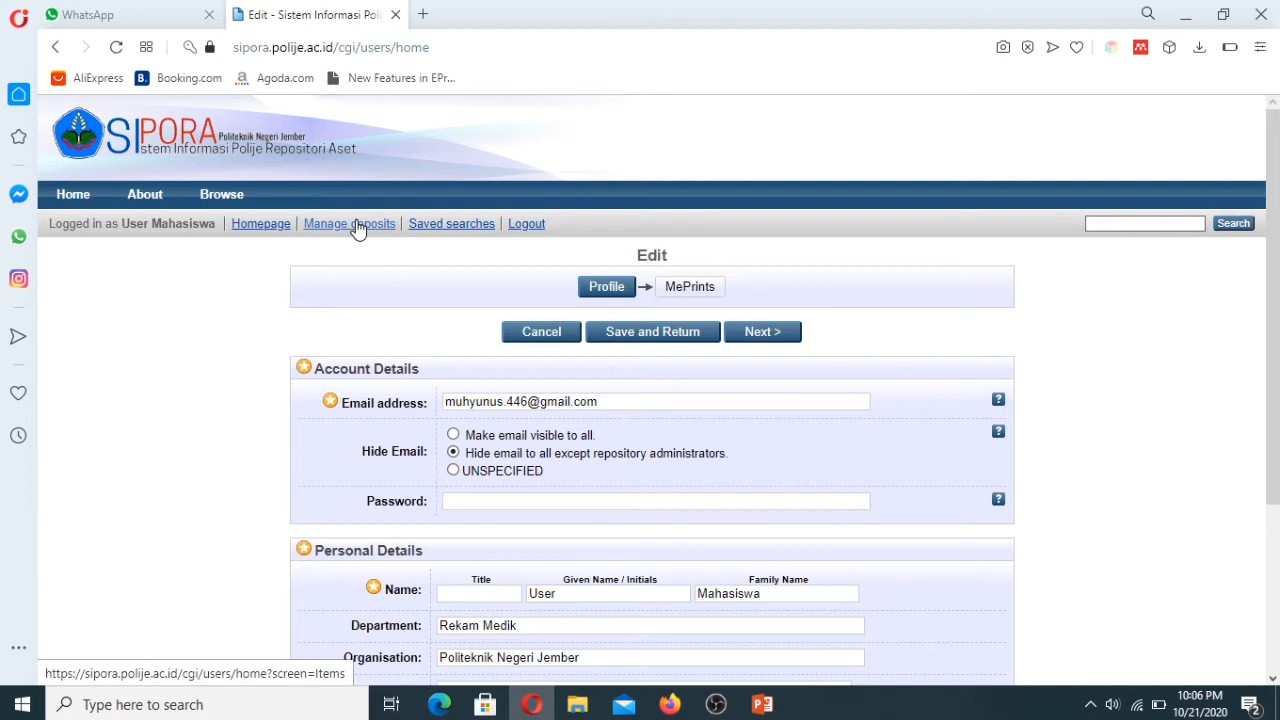 WhatsApp
Edit - Sistem Informasi Poli
sipora.polije.ac.id/cgi/users/home
AliExpress
Booking.com
Agoda.com
New Features in EPr...
SIPORA Politeknik Negeri Jember
Sistem Informasi Polije Repositori Aset
Home About Browse
Logged in as User Mahasiswa | Homepage | Manage deposits | Saved searches | Logout
Search
Edit
Profile
MePrints
Cancel
Save and Return
Next >
Account Details
Email address: muhyunus.446@gmail.com
?
Make email visible to all.
?
Hide Email: Hide email to all except repository administrators.
UNSPECIFIED
Password:
?
Personal Details
Title Given Name / Initials Family Name
Name: User Mahasiswa
Department: Rekam Medik
Organisation: Politeknik Negeri Jember
https://sipora.polije.ac.id/cgi/users/home?screen=Items
Type here to search
10:06 PM
10/21/2020
2